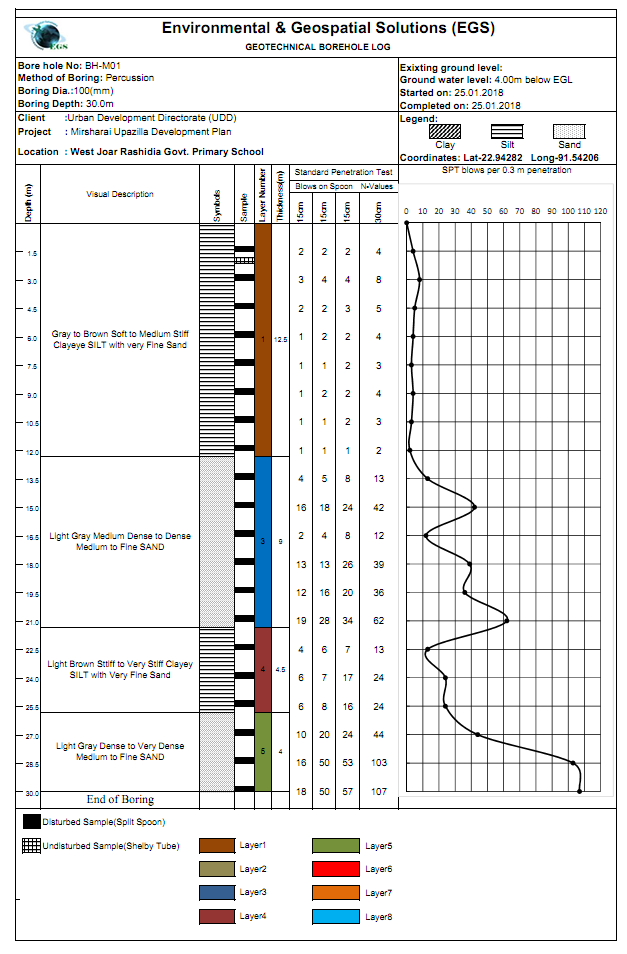 EGS
Environmental & Geospatial Solutions (EGS)
GEOTECHNICAL BOREHOLE LOG
Bore hole No: BH-M01
Method of Boring: Percussion
Boring Dia.:100(mm)
Boring Depth: 30.0m
Exixting ground level:
Ground water level: 4.00m below EGL
Started on: 25.01.2018
Completed on: 25.01.2018
Client :Urban Development Directorate (UDD)
Project : Mirsharai Upazilla Development Plan
Location : West Joar Rashidia Govt. Primary School
Legend:
Clay Silt Sand
Coordinates: Lat-22.94282 Long-91.54206
Depth (m)
Visual Description
Symbols
Sample
Layer Number
Thickness(m)
Standard Penetration Test
Blows on Spoon N-Values
15cm 15cm 15cm 30cm
SPT blows per 0.3 m penetration
0 10 20 30 40 50 60 70 80 90 100 110 120
1.5 2 2 2 4
3.0 3 4 4 8
4.5 2 2 3 5
Gray to Brown Soft to Medium Stiff
Clayeye SILT with very Fine Sand
6.0 1 12.5 1 2 2 4
7.5 1 1 2 3
9.0 1 2 2 4
10.5 1 1 2 3
12.0 1 1 1 2
13.5 4 5 8 13
15.0 16 18 24 42
Light Gray Medium Dense to Dense
Medium to Fine SAND
16.5 3 9 2 4 8 12
18.0 13 13 26 39
19.5 12 16 20 36
21.0 19 28 34 62
22.5 4 6 7 13
Light Brown Sttiff to Very Stiff Clayey
SILT with Very Fine Sand
4 4.5
24.0 6 7 17 24
25.5 6 8 16 24
27.0 10 20 24 44
Light Gray Dense to Very Dense
Medium to Fine SAND
5 4
28.5 16 50 53 103
30.0 18 50 57 107
End of Boring
Disturbed Sample(Split Spoon)
Undisturbed Sample(Shelby Tube)
Layer1 Layer5
Layer2 Layer6
Layer3 Layer7
Layer4 Layer8